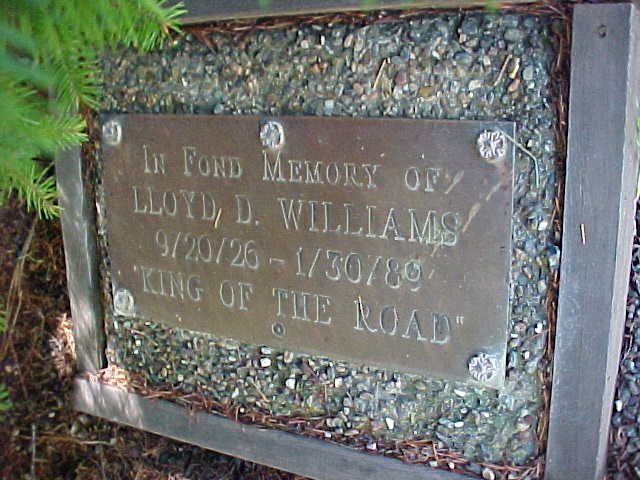 In Fond Memory of
LLOYD D. WILLIAMS
9/20/26 - 1/30/89
"KING OF THE ROAD"